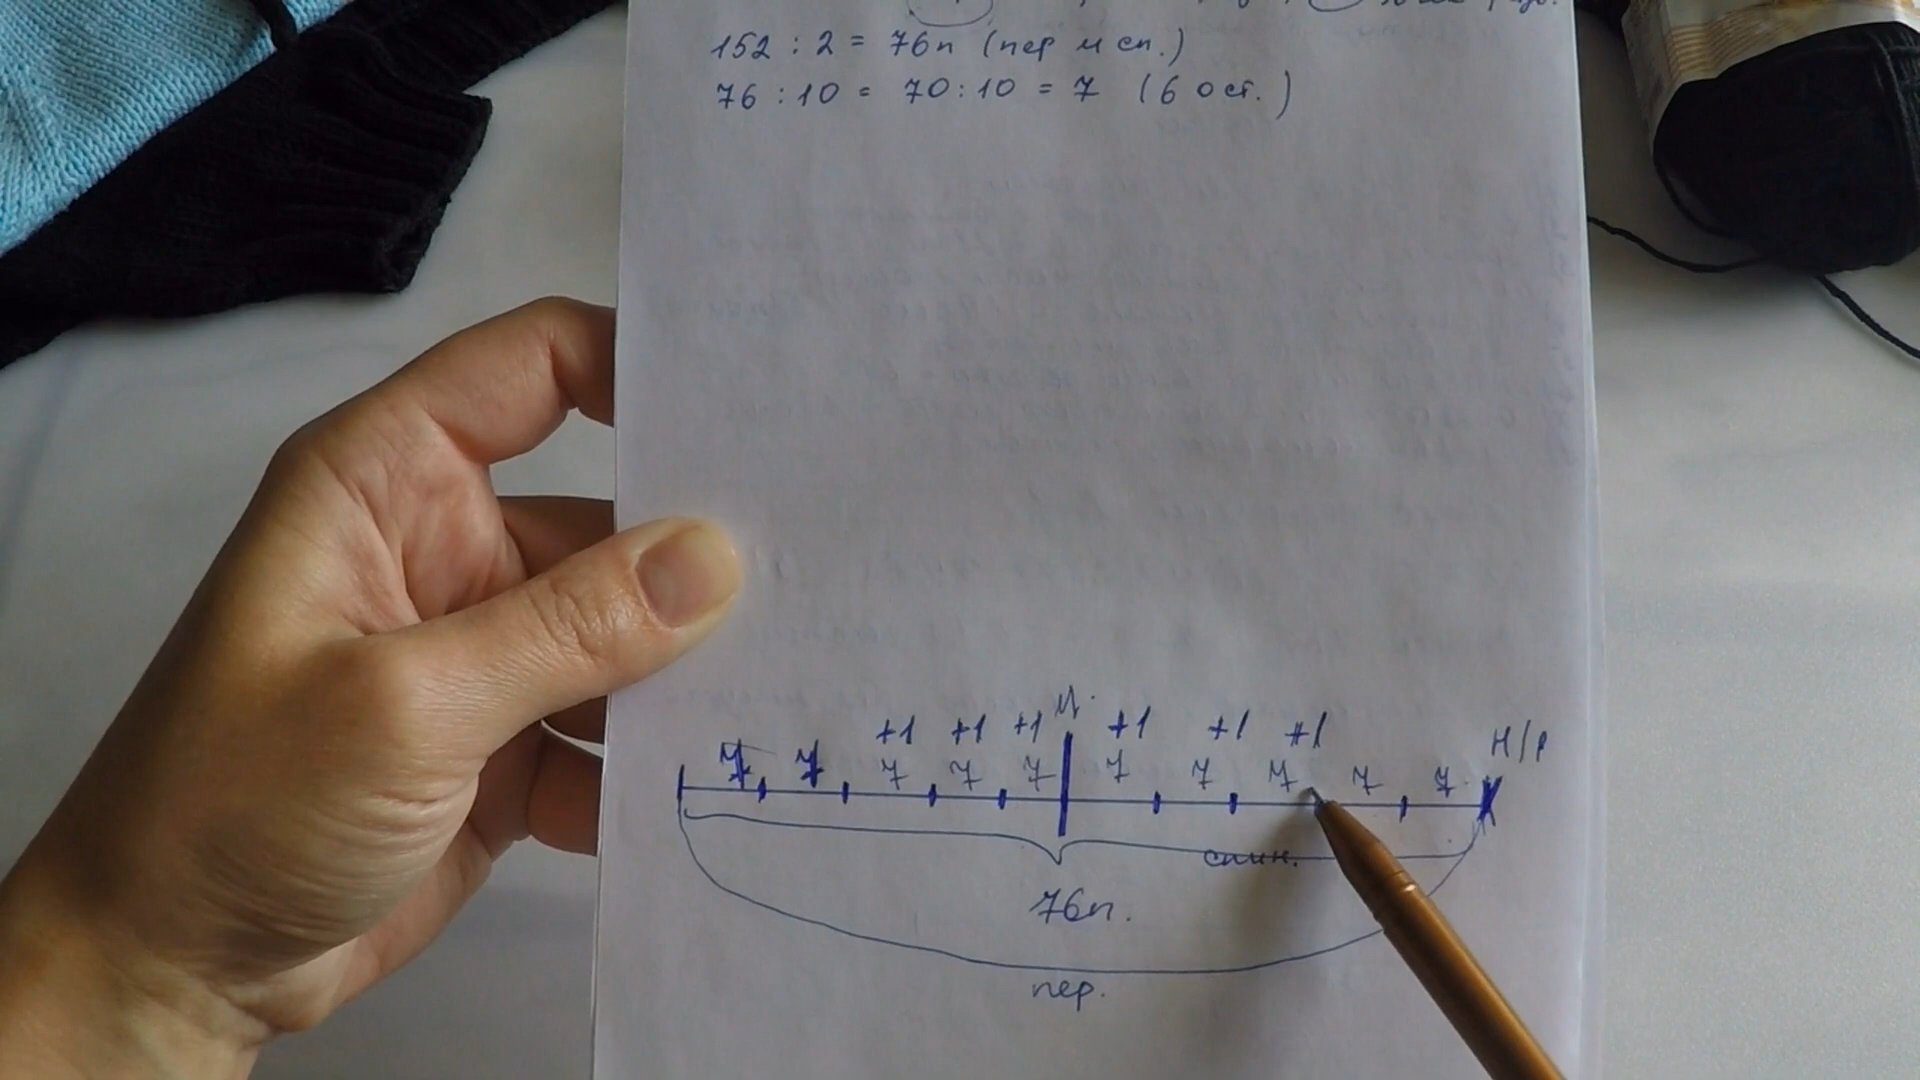 152 : 2 = 76п (пер и сп.)
76 : 10 = 70 : 10 = 7 (6 ост.)
И.
+1 +1 +1 +1 +1 +1 Н/Р
7 7 7 7 7 7 7 7 7 7
спин.
76п.
пер.